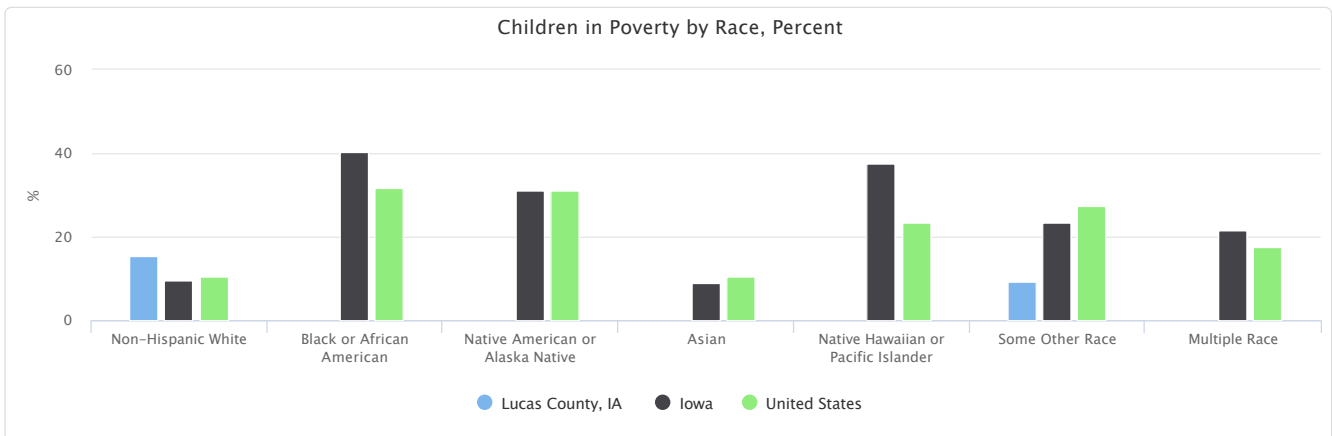 Children in Poverty by Race, Percent
60
40
20
0
%
Non-Hispanic White
Black or African
American
Native American or
Alaska Native
Asian
Native Hawaiian or
Pacific Islander
Some Other Race
Multiple Race
Lucas County, IA
Iowa
United States